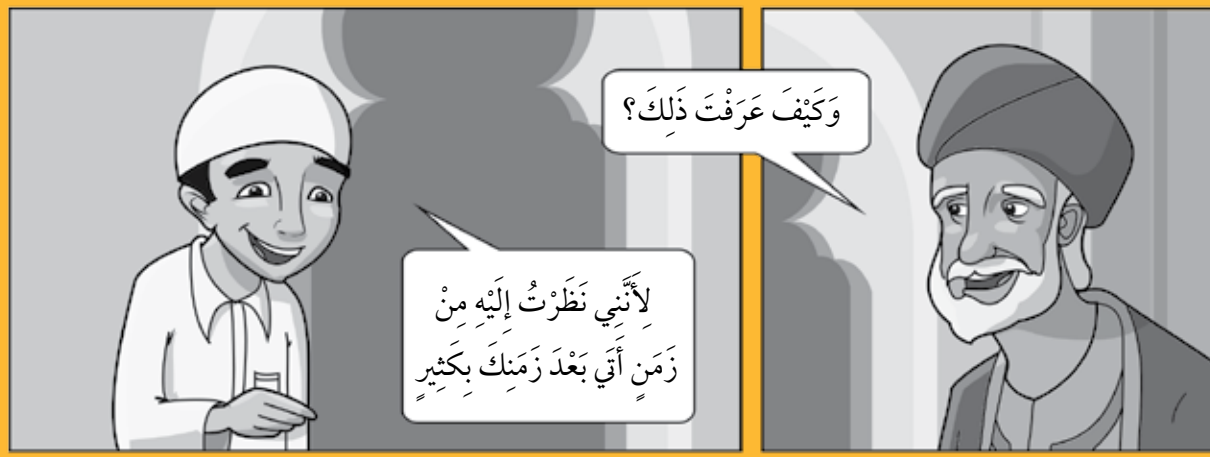 وَكَيْفَ عَرَفْتَ ذَلِكَ؟
لِأَنَّنِي نَظَرْتُ إِلَيْهِ مِنْ
زَمَنٍ أَتَي بَعْدَ زَمَنِكَ بِكَثِيرٍ